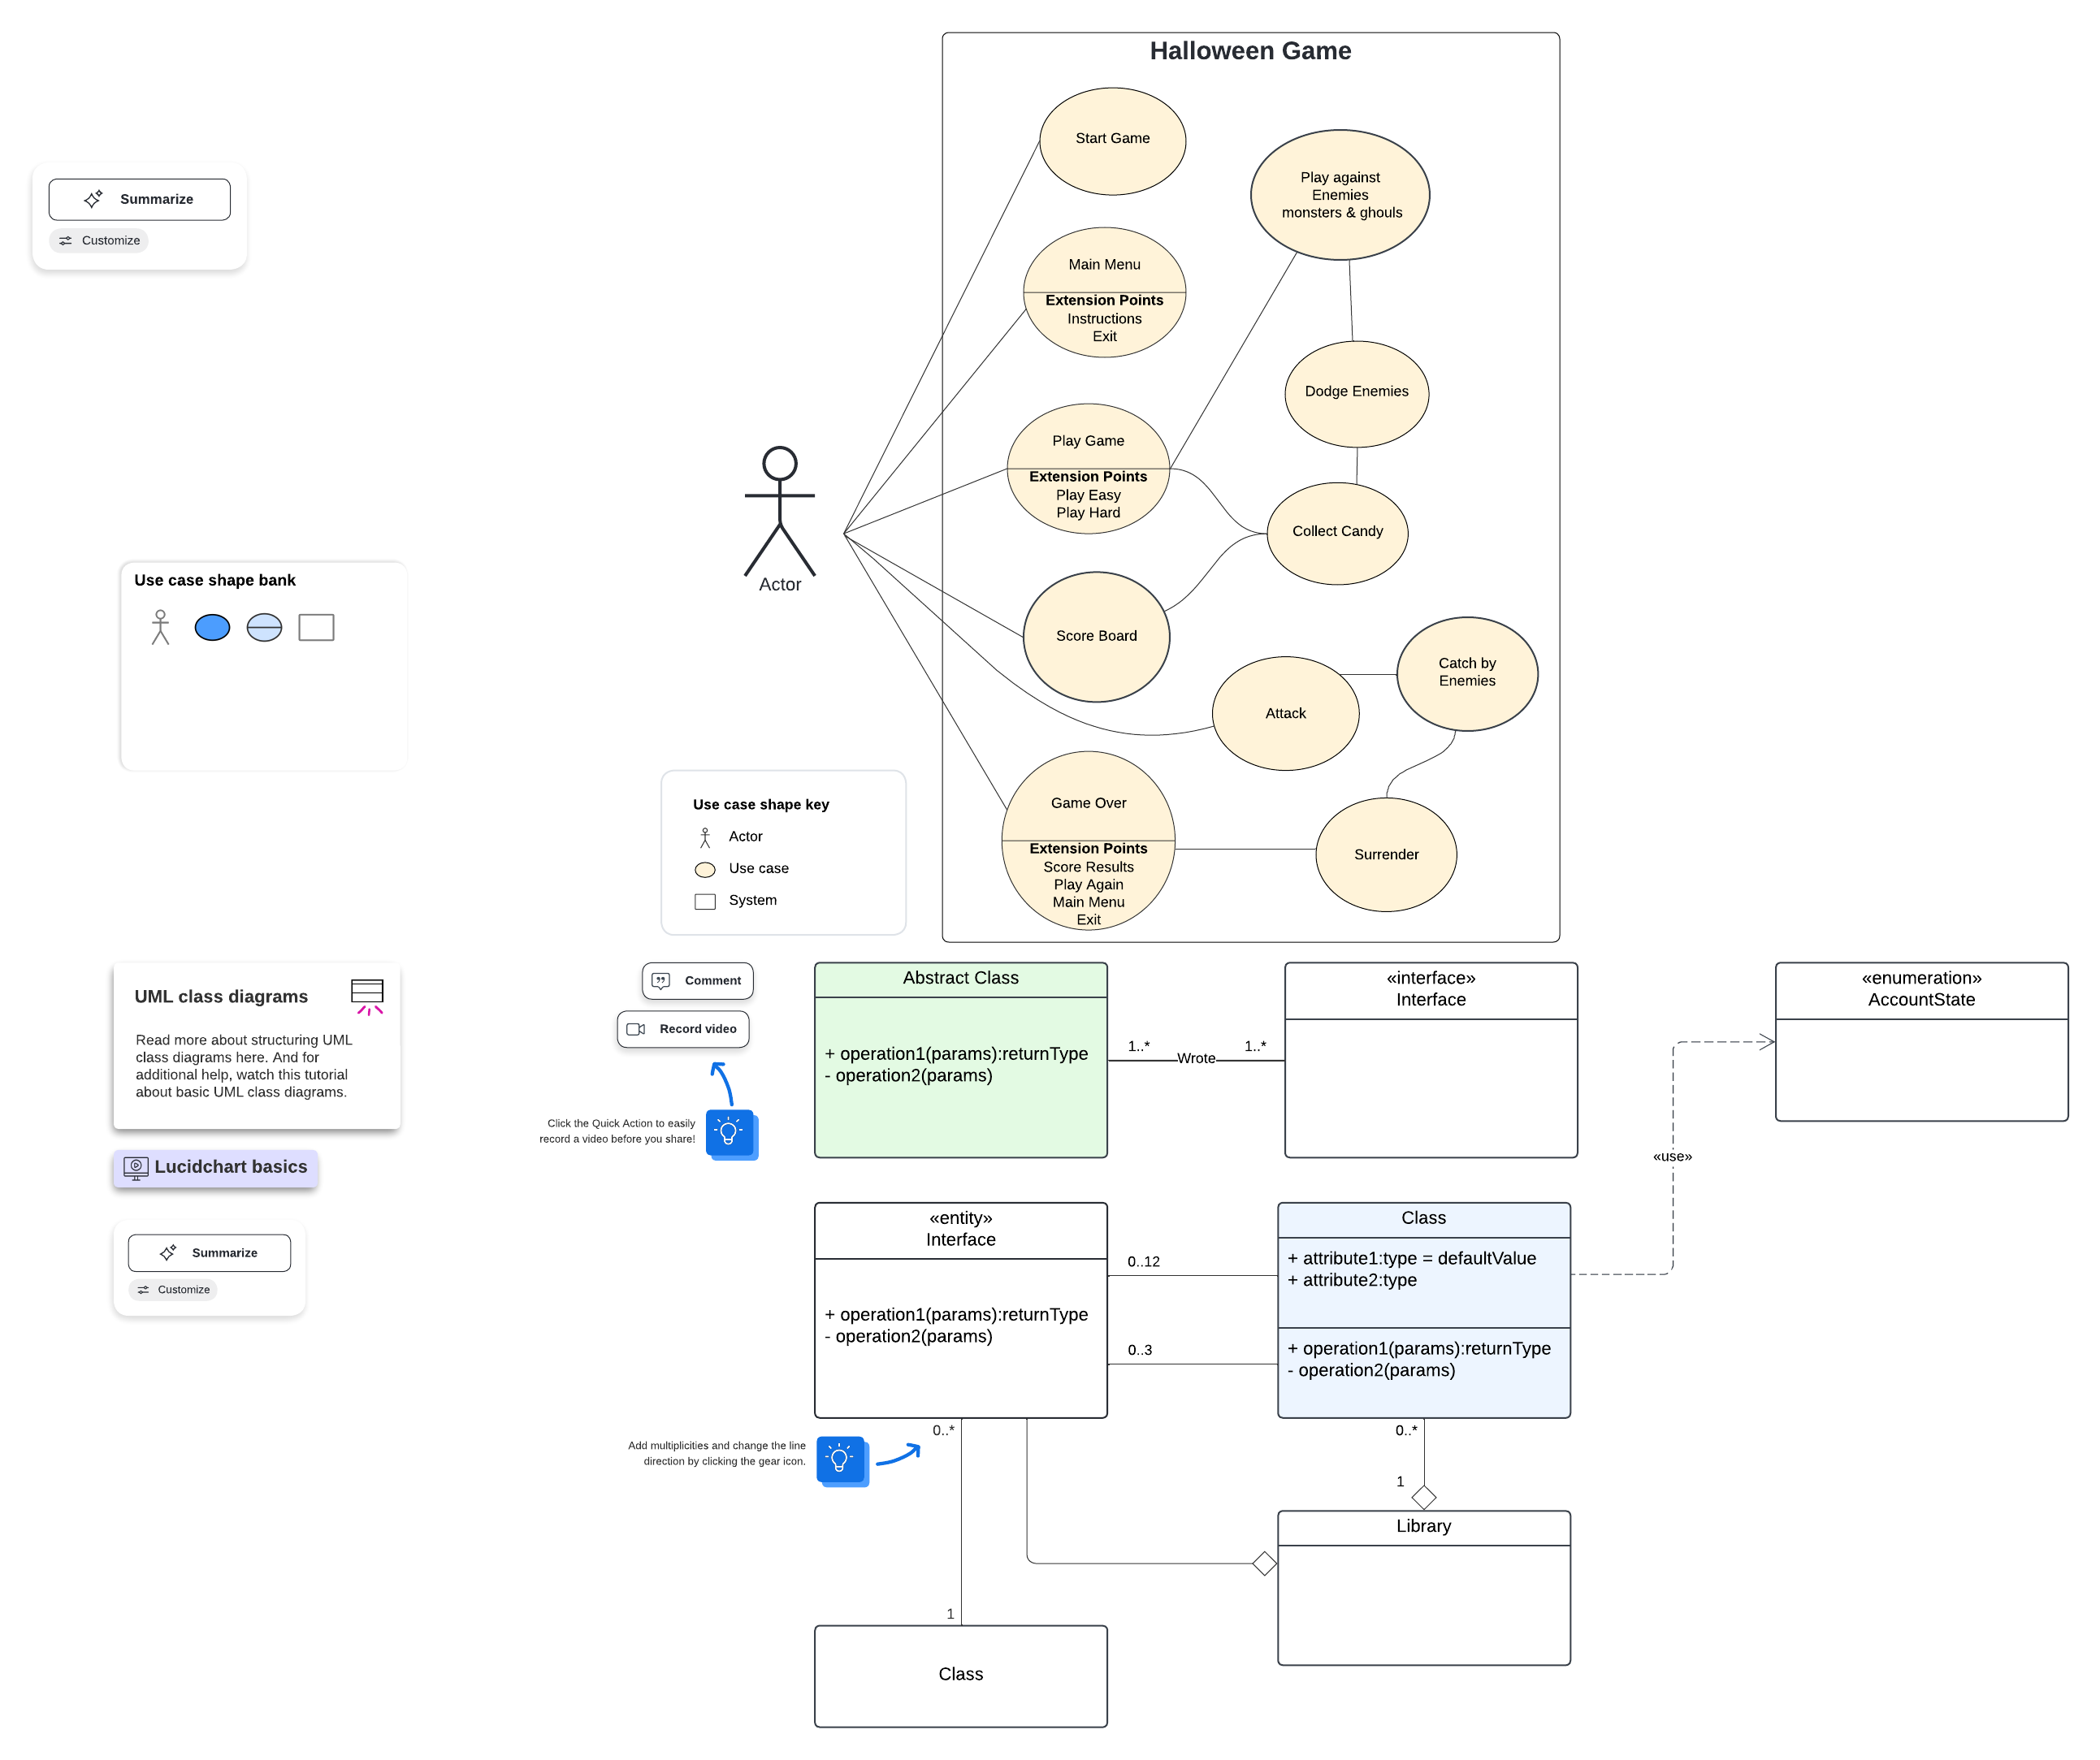 Halloween Game
Start Game
Play against
Enemies
monsters & ghouls
Summarize
Customize
Main Menu
Extension Points
Instructions
Exit
Dodge Enemies
Play Game
Extension Points
Play Easy
Play Hard
Collect Candy
Actor
Use case shape bank
Score Board
Catch by
Enemies
Attack
Use case shape key
Actor
Use case
System
Game Over
Extension Points
Score Results
Play Again
Main Menu
Exit
Surrender
UML class diagrams
Read more about structuring UML
class diagrams here. And for
additional help, watch this tutorial
about basic UML class diagrams.
Lucidchart basics
Summarize
Customize
Comment
Record video
Click the Quick Action to easily
record a video before you share!
Abstract Class
+ operation1(params):returnType
- operation2(params)
1..*
Wrote
1..*
«interface»
Interface
«enumeration»
AccountState
«use»
«entity»
Interface
+ operation1(params):returnType
- operation2(params)
0..12
0..3
Class
+ attribute1:type = defaultValue
+ attribute2:type
+ operation1(params):returnType
- operation2(params)
Add multiplicities and change the line
direction by clicking the gear icon.
0..*
0..*
1
Library
1
Class